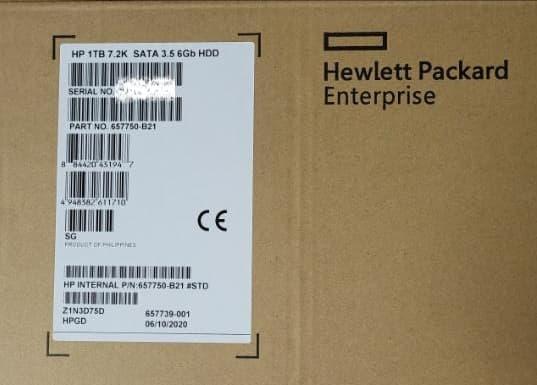 HP 1TB 7.2K SATA 3.5 6Gb HDD
SERIAL NO.
PART NO. 657750-B21
8 84420 43194 7
4 948382 611710
CE
SG
PRODUCT OF PHILIPPINES
HP INTERNAL P/N:657750-B21 #STD
Z1N3D75D 657739-001
HPGD 06/10/2020
Hewlett Packard
Enterprise